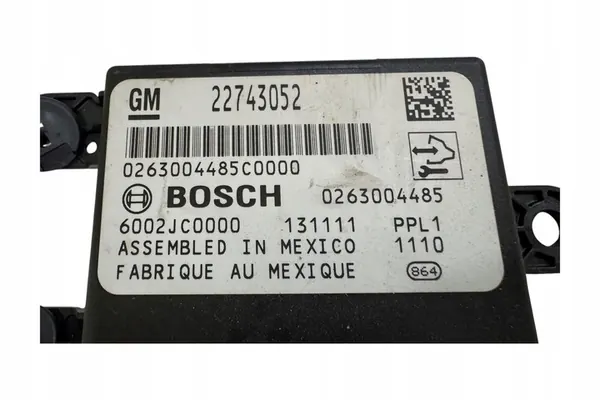 GM 22743052
0263004485C0000
BOSCH 0263004485
6002JC0000 131111 PPL1
ASSEMBLED IN MEXICO 1110
FABRIQUE AU MEXIQUE 864